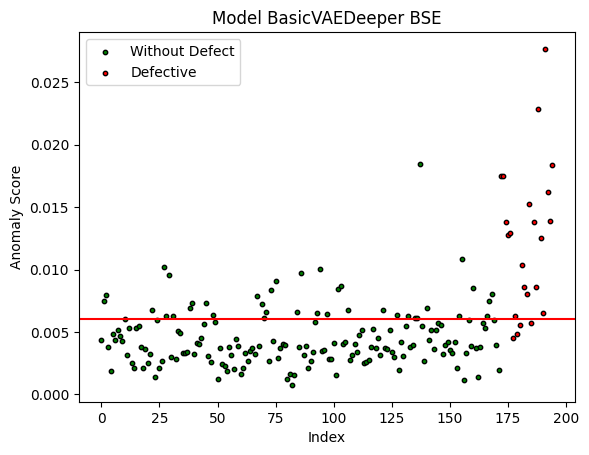 Model BasicVAEDeeper BSE
Without Defect
Defective
Anomaly Score
0.025
0.020
0.015
0.010
0.005
0.000
0 25 50 75 100 125 150 175 200
Index